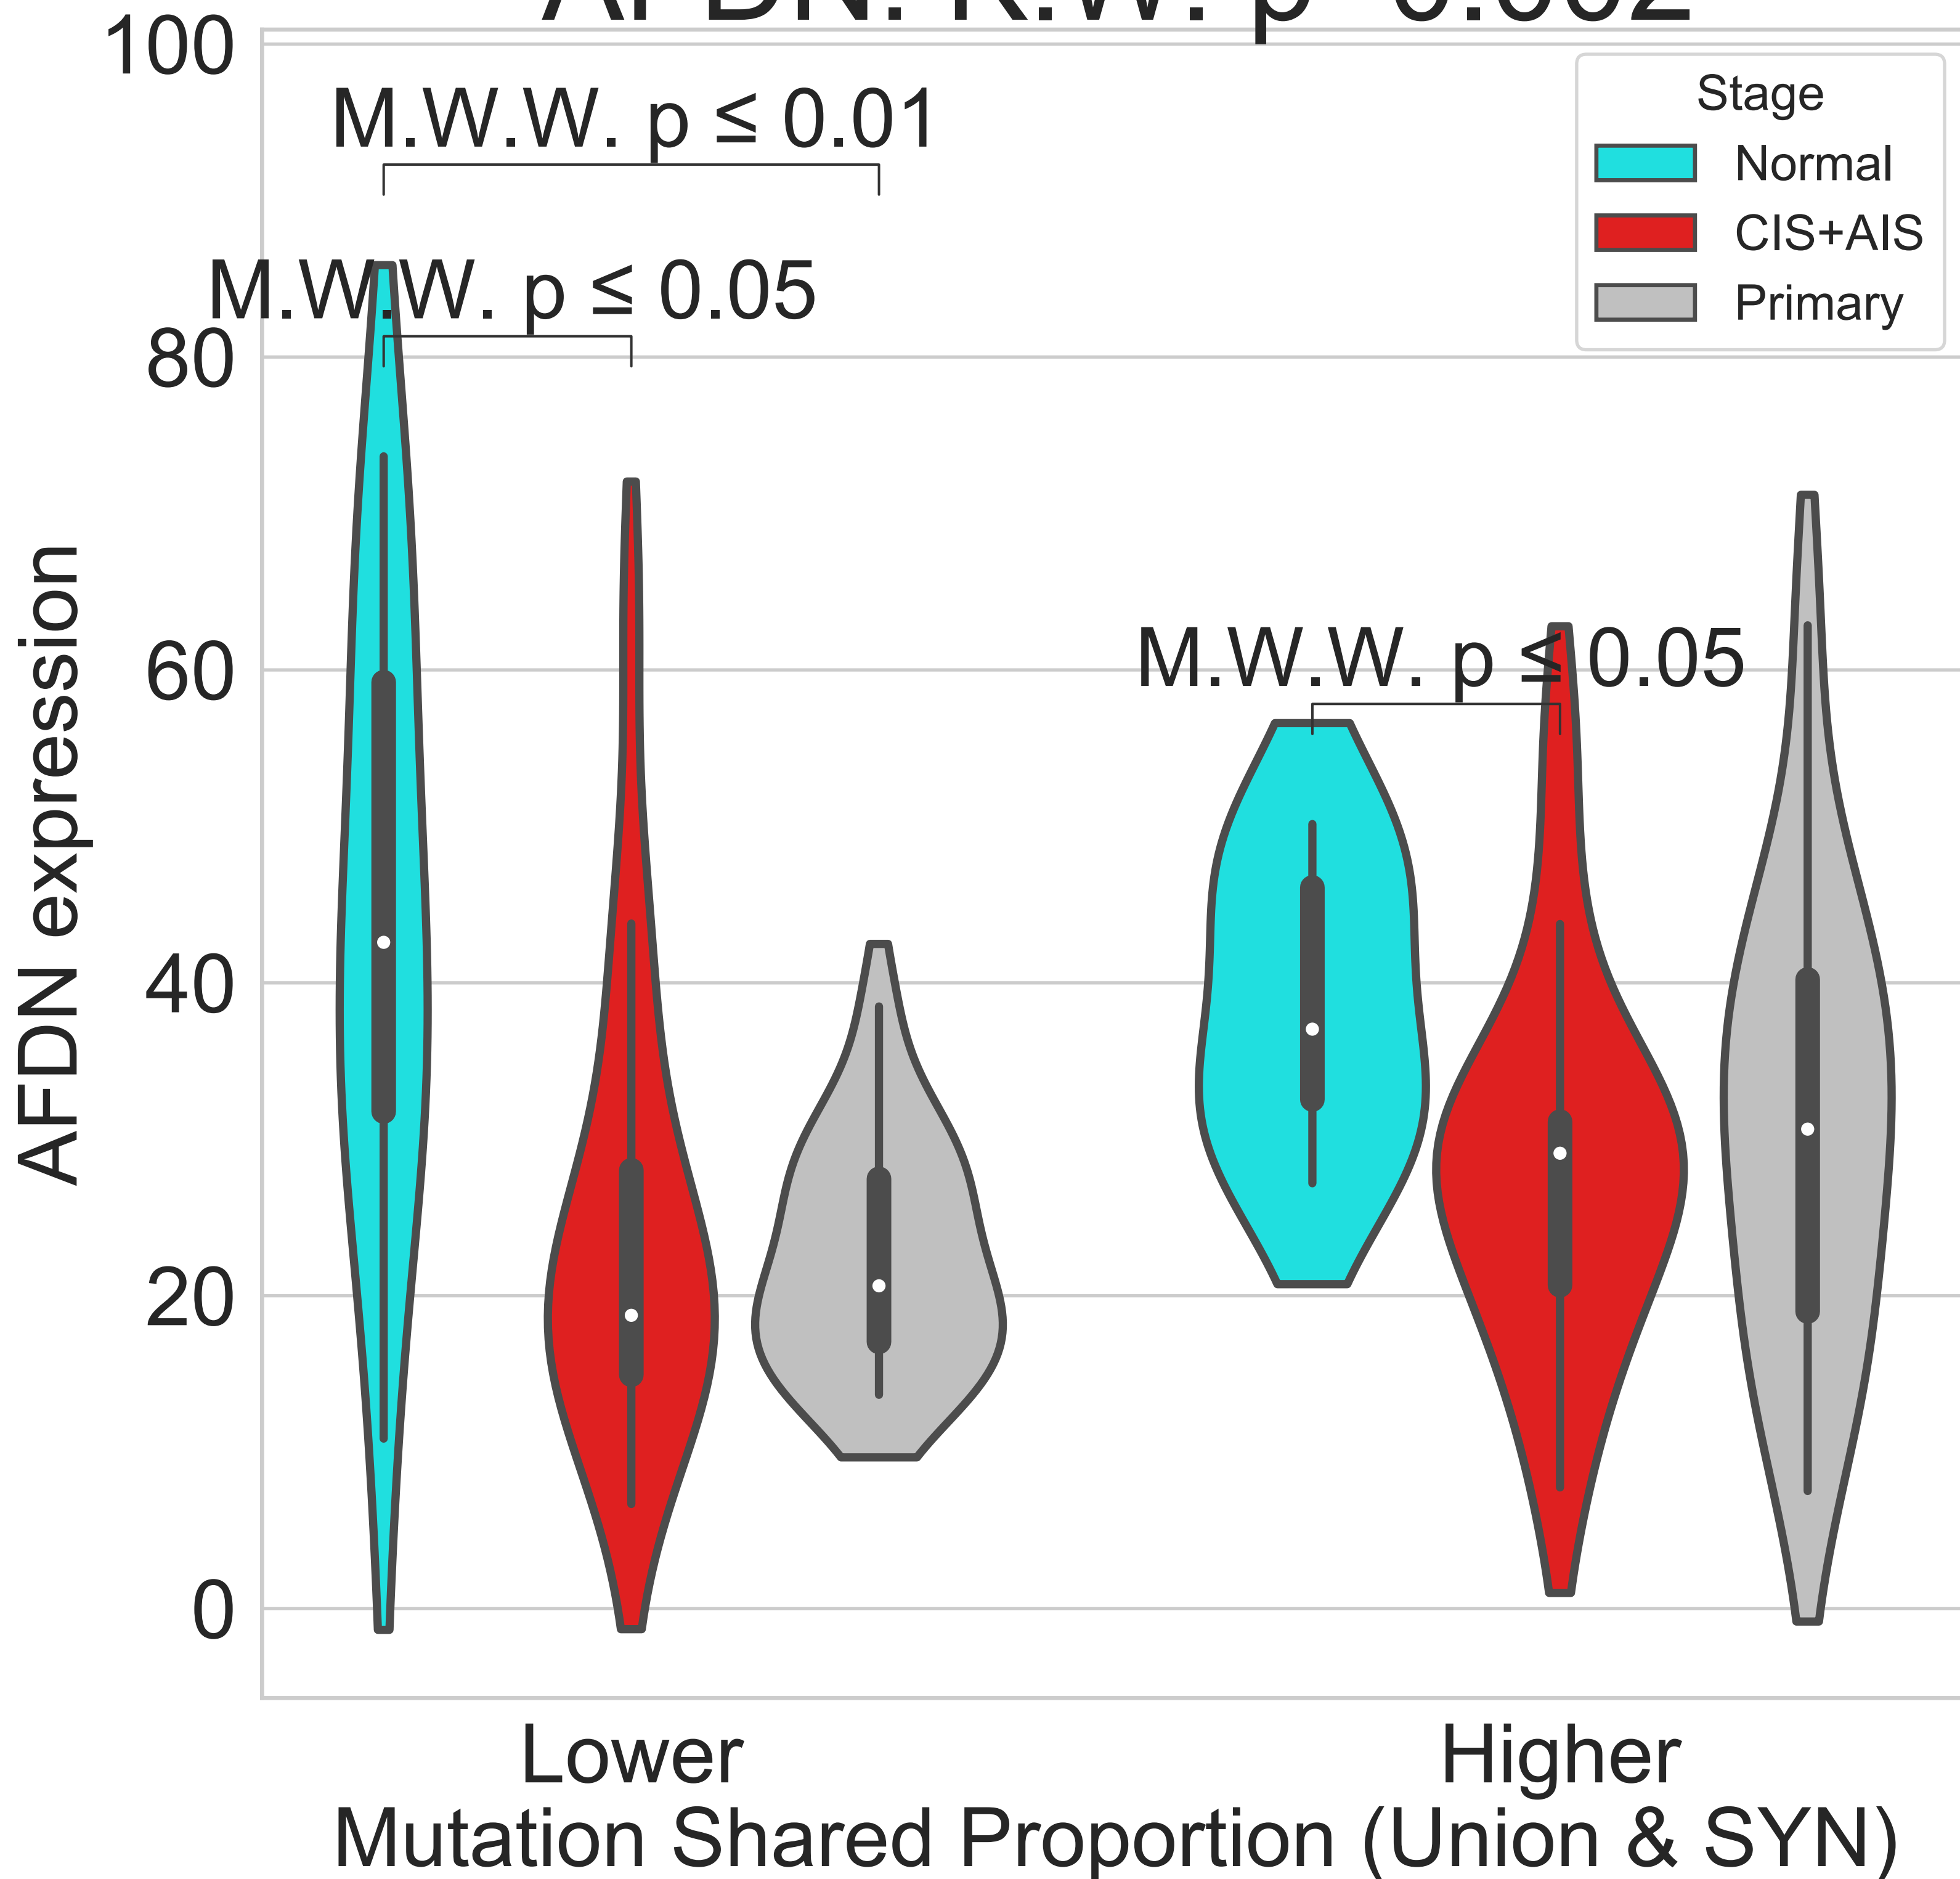 100
M.W.W. p ≤ 0.01
Stage
Normal
CIS+AIS
Primary
M.W.W. p ≤ 0.05
80
60
M.W.W. p ≤ 0.05
40
20
0
AFDN expression
Lower
Higher
Mutation Shared Proportion (Union & SYN)